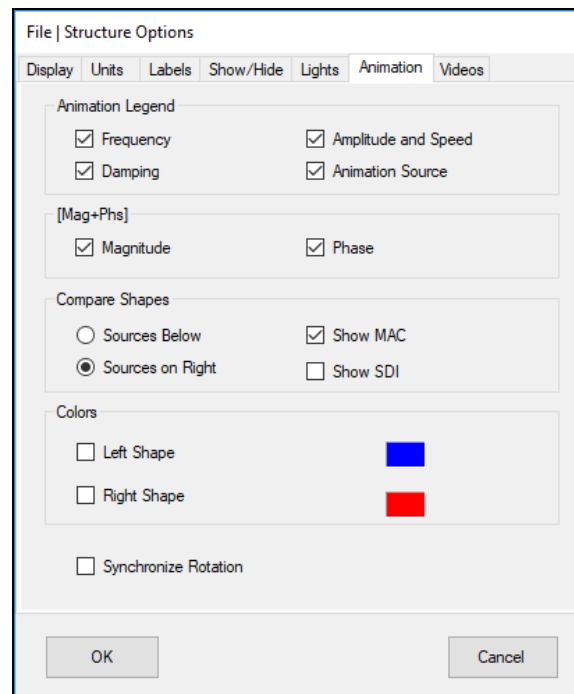 File | Structure Options
Display Units Labels Show/Hide Lights Animation Videos
Animation Legend
Frequency Amplitude and Speed
Damping Animation Source
[Mag+Phs]
Magnitude Phase
Compare Shapes
Sources Below Show MAC
Sources on Right Show SDI
Colors
Left Shape
Right Shape
Synchronize Rotation
OK Cancel